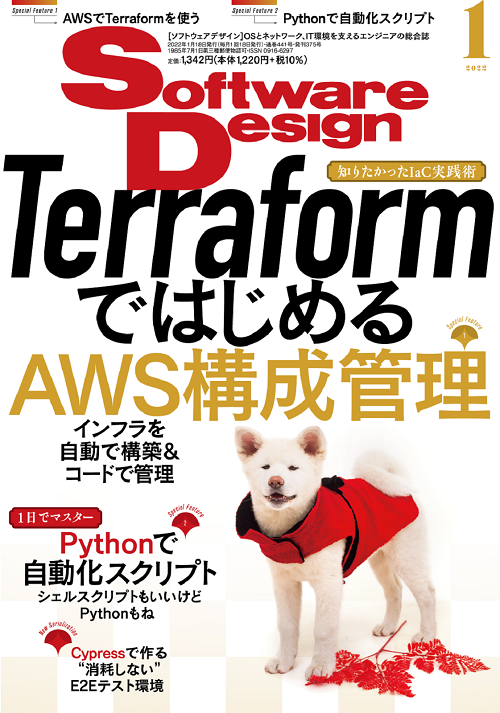 Special Feature 1
AWSでTerraformを使う
Special Feature 2
Pythonで自動化スクリプト
1
2022
［ソフトウェアデザイン］OSとネットワーク、IT環境を支えるエンジニアの総合誌
2022年1月18日発行（毎月1回18日発行）・通巻441号・発刊375号
1985年7月1日第三種郵便物認可・ISSN 0916-6297
定価1,342円（本体1,220円＋税10%）
Software
Design
知りたかったIaC実践術
Terraform
ではじめる
Special Feature
1
AWS構成管理
インフラを
自動で構築&
コードで管理
1日でマスター
Special Feature
2
Pythonで
自動化スクリプト
シェルスクリプトもいいけど
Pythonもね
New Serialization
Cypressで作る
“消耗しない”
E2Eテスト環境